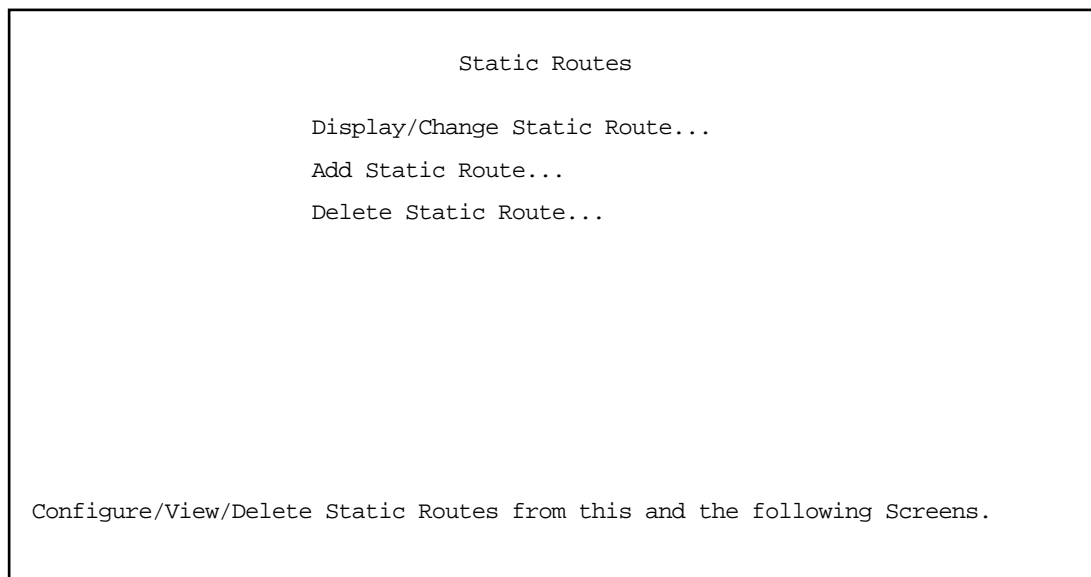 Static Routes
Display/Change Static Route...
Add Static Route...
Delete Static Route...
Configure/View/Delete Static Routes from this and the following Screens.